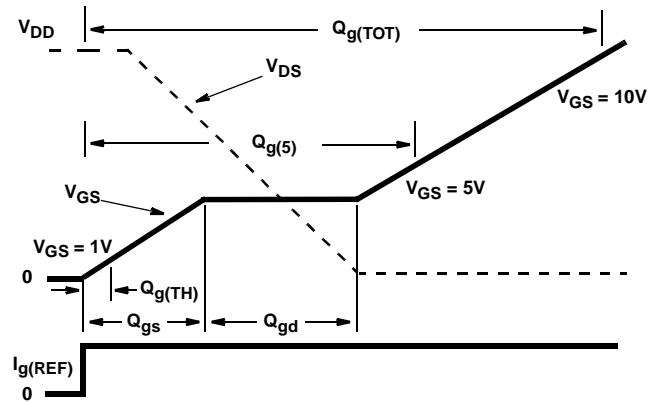 V_DD
Q_g(TOT)
V_DS
V_GS = 10V
Q_g(5)
V_GS
V_GS = 5V
V_GS = 1V
0
Q_g(TH)
Q_gs
Q_gd
I_g(REF)
0